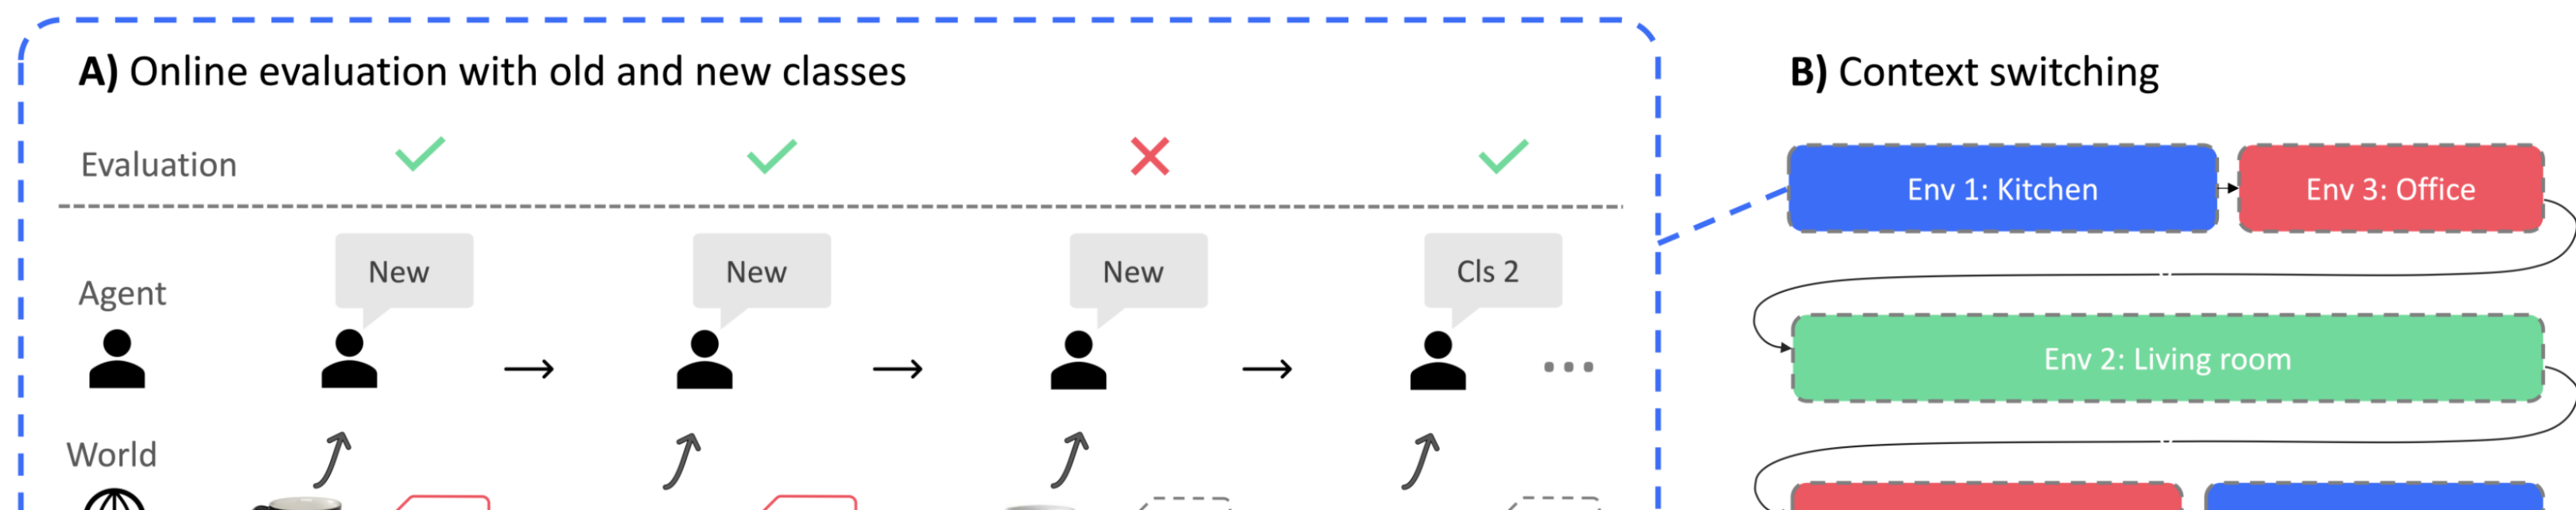 A) Online evaluation with old and new classes
Evaluation
New
New
New
Cls 2
Agent
World
B) Context switching
Env 1: Kitchen
Env 3: Office
Env 2: Living room